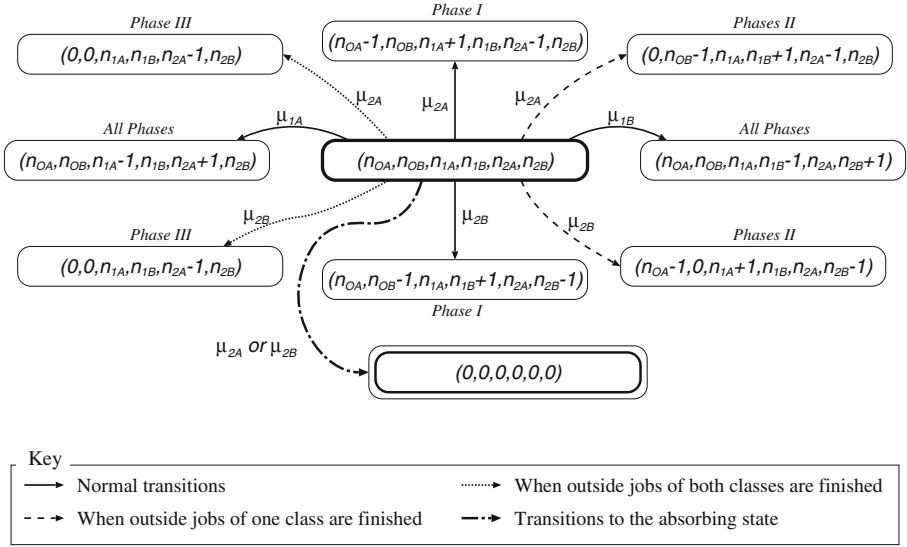 Phase III
(0,0,n1A,n1B,n2A-1,n2B)
Phase I
(nOA-1,nOB,n1A+1,n1B,n2A-1,n2B)
Phases II
(0,nOB-1,n1A,n1B+1,n2A-1,n2B)
μ2A
μ2A
μ2A
All Phases
(nOA,nOB,n1A-1,n1B,n2A+1,n2B)
μ1A
(nOA,nOB,n1A,n1B,n2A,n2B)
μ1B
All Phases
(nOA,nOB,n1A,n1B-1,n2A,n2B+1)
μ2B
μ2B
μ2B
Phase III
(0,0,n1A,n1B,n2A-1,n2B)
(nOA,nOB-1,n1A,n1B+1,n2A,n2B-1)
Phase I
Phases II
(nOA-1,0,n1A+1,n1B,n2A,n2B-1)
μ2A or μ2B
(0,0,0,0,0,0)
Key
Normal transitions
When outside jobs of both classes are finished
When outside jobs of one class are finished
Transitions to the absorbing state